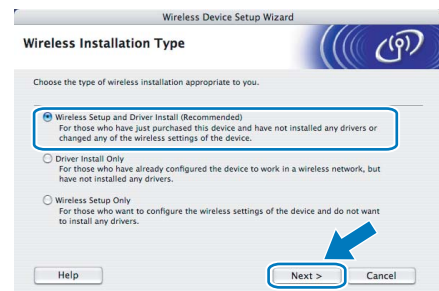 Wireless Device Setup Wizard
Wireless Installation Type
Choose the type of wireless installation appropriate to you.
Wireless Setup and Driver Install (Recommended)
For those who have just purchased this device and have not installed any drivers or
changed any of the wireless settings of the device.
Driver Install Only
For those who have already configured the device to work in a wireless network, but
have not installed any drivers.
Wireless Setup Only
For those who want to configure the wireless settings of the device and do not want
to install any drivers.
Help
Next >
Cancel